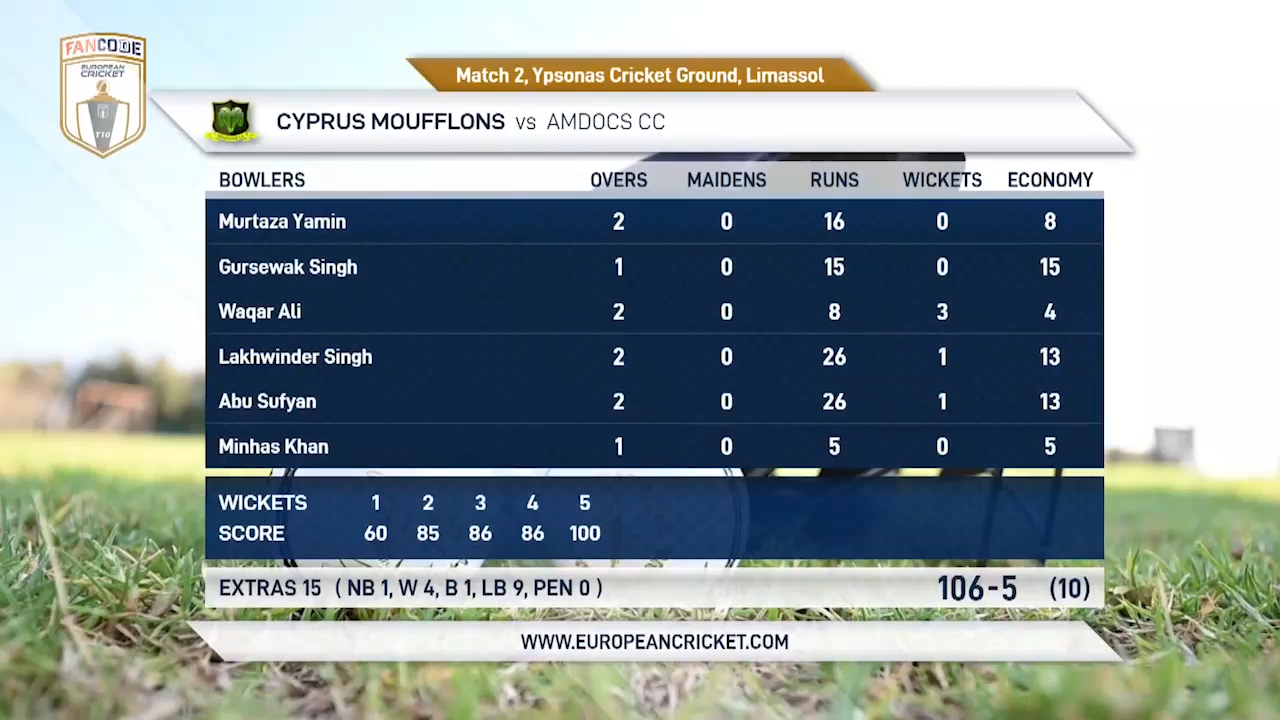 FANCODE
EUROPEAN
CRICKET
T10
Match 2, Ypsonas Cricket Ground, Limassol
CYPRUS MOUFFLONS vs AMDOCS CC
BOWLERS OVERS MAIDENS RUNS WICKETS ECONOMY
Murtaza Yamin 2 0 16 0 8
Gursewak Singh 1 0 15 0 15
Waqar Ali 2 0 8 3 4
Lakhwinder Singh 2 0 26 1 13
Abu Sufyan 2 0 26 1 13
Minhas Khan 1 0 5 0 5
WICKETS 1 2 3 4 5
SCORE 60 85 86 86 100
EXTRAS 15 ( NB 1, W 4, B 1, LB 9, PEN 0 ) 106-5 (10)
WWW.EUROPEANCRICKET.COM